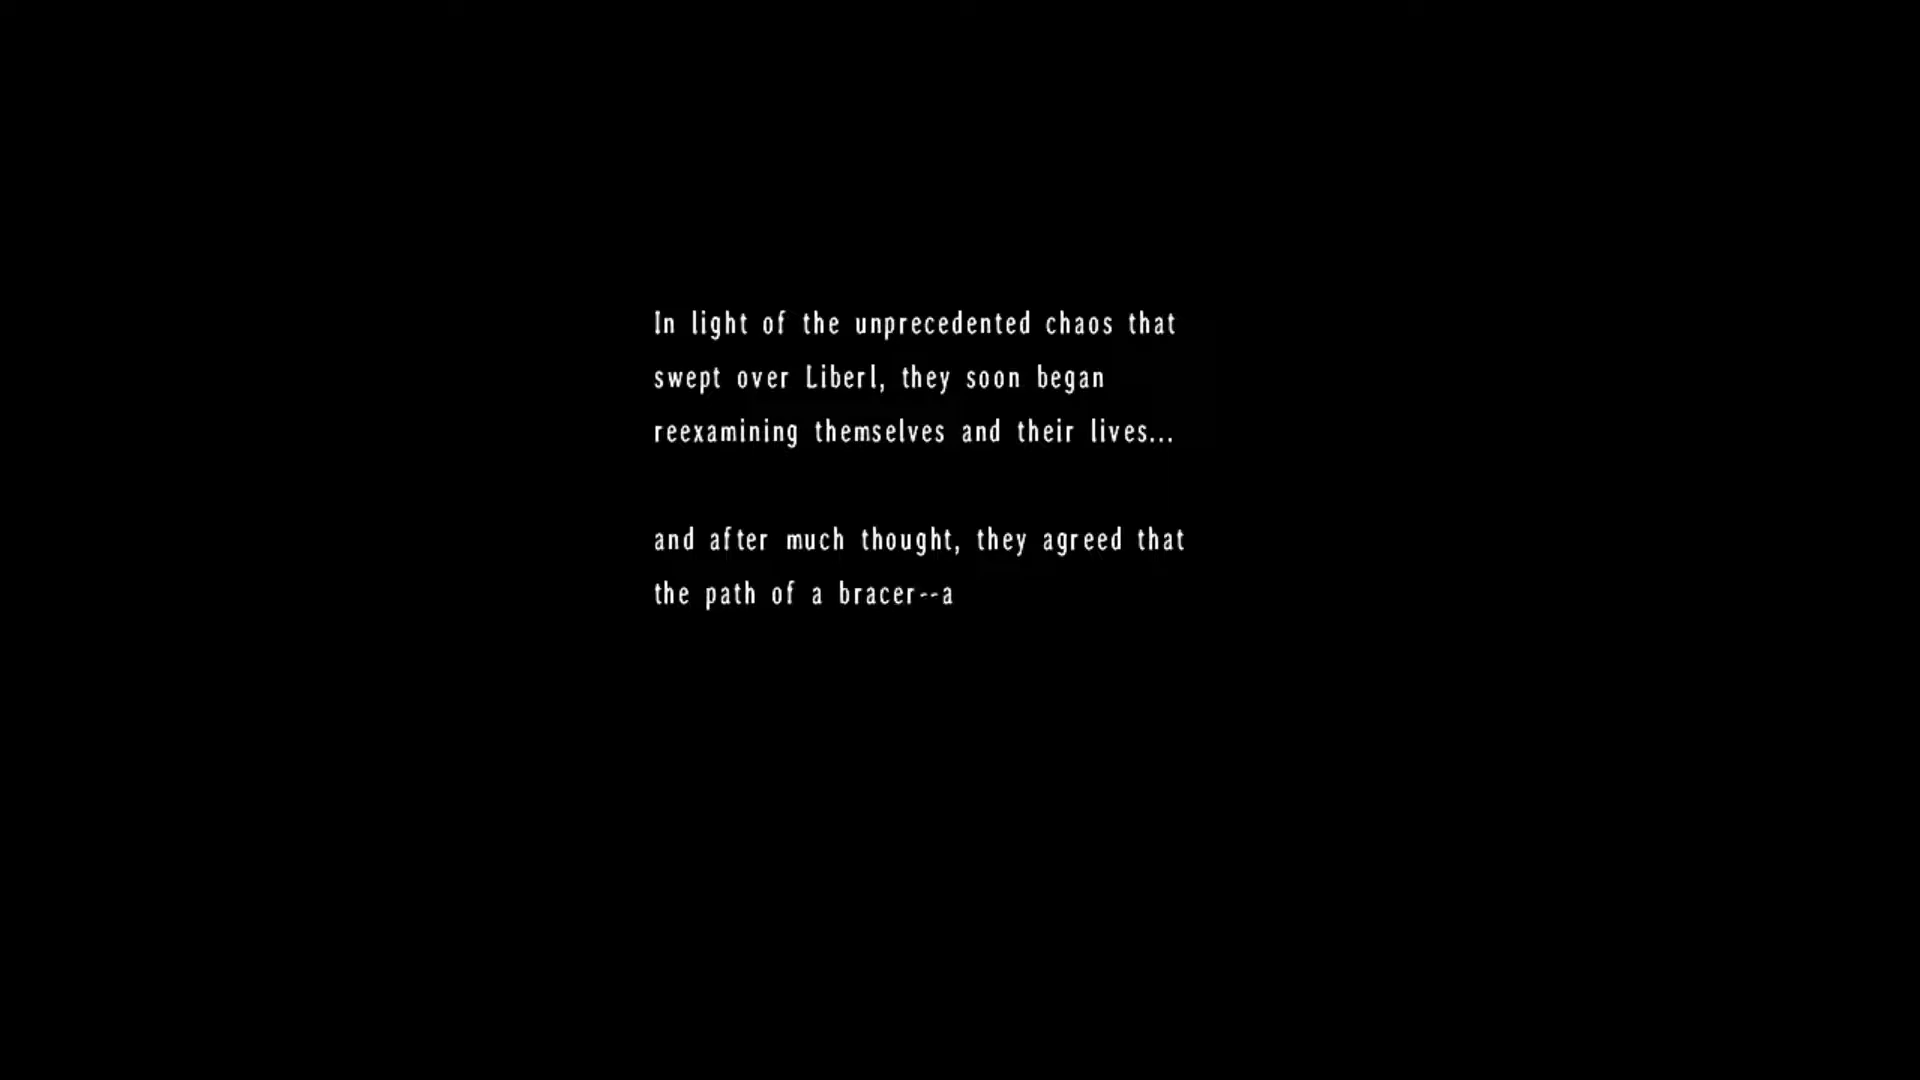 In light of the unprecedented chaos that
swept over Liberl, they soon began
reexamining themselves and their lives...
and after much thought, they agreed that
the path of a bracer--a